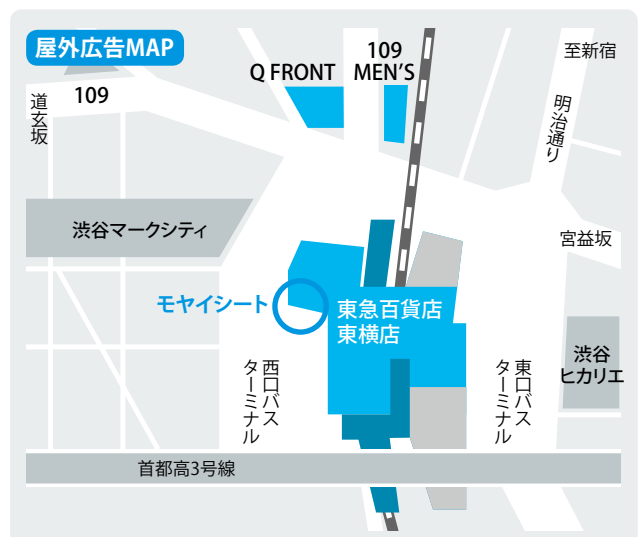 屋外広告MAP
Q FRONT
109
MEN'S
至新宿
道玄坂
109
明治通り
渋谷マークシティ
宮益坂
モヤイシート
東急百貨店
東横店
渋谷
ヒカリエ
西口バス
ターミナル
東口バス
ターミナル
首都高3号線